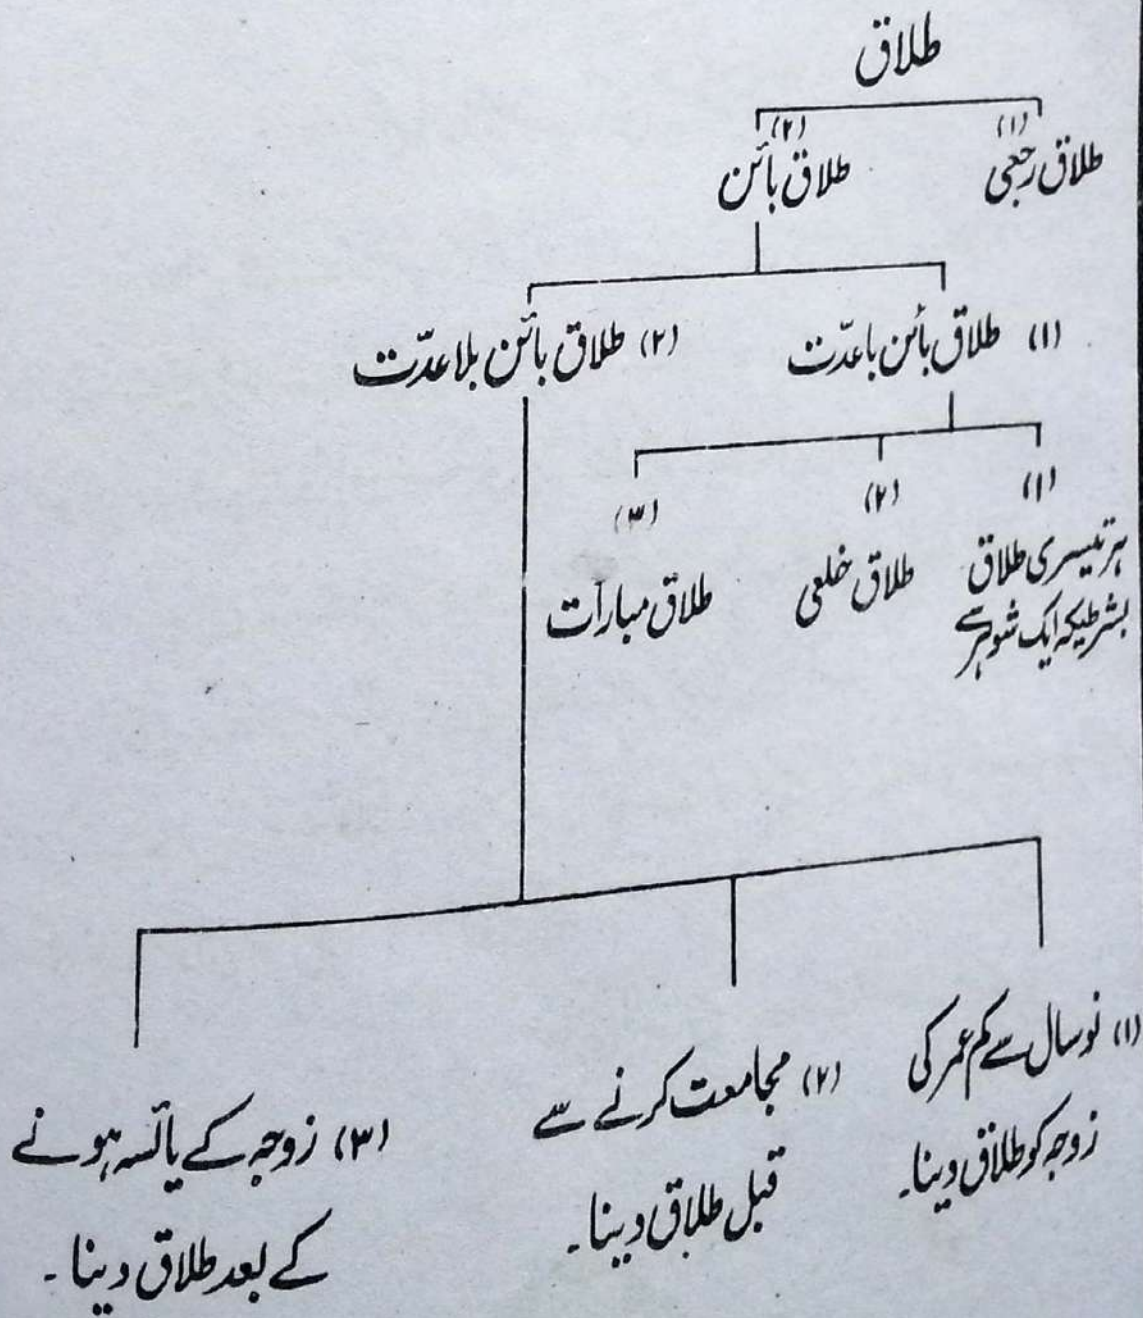 طلاق
(۱)
طلاق رجعی
(۲)
طلاق بائن
(۱) طلاق بائن باعدّت
(۲) طلاق بائن بلاعدّت
(۱)
ہر تیسری طلاق
بشرطیکہ ایک شوہر سے
(۲)
طلاق خلعی
(۳)
طلاق مبارآت
(۱) نو سال سے کم عمر کی
زوجہ کو طلاق دینا۔
(۲) مجامعت کرنے سے
قبل طلاق دینا۔
(۳) زوجہ کے یائسہ ہونے
کے بعد طلاق دینا۔